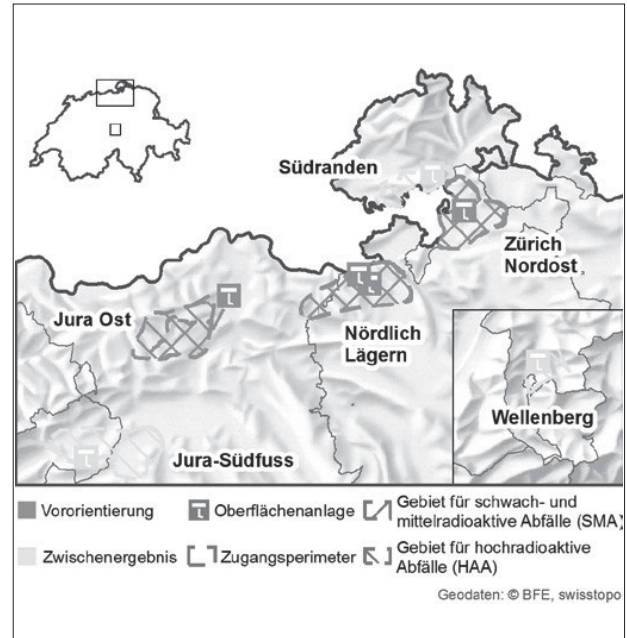 Südranden
Zürich
Nordost
Jura Ost
Nördlich
Lägern
Wellenberg
Jura-Südfuss
Vororientierung
Oberflächenanlage
Gebiet für schwach- und
mittelradioaktive Abfälle (SMA)
Zwischenergebnis
Zugangsperimeter
Gebiet für hochradioaktive
Abfälle (HAA)
Geodaten: © BFE, swisstopo